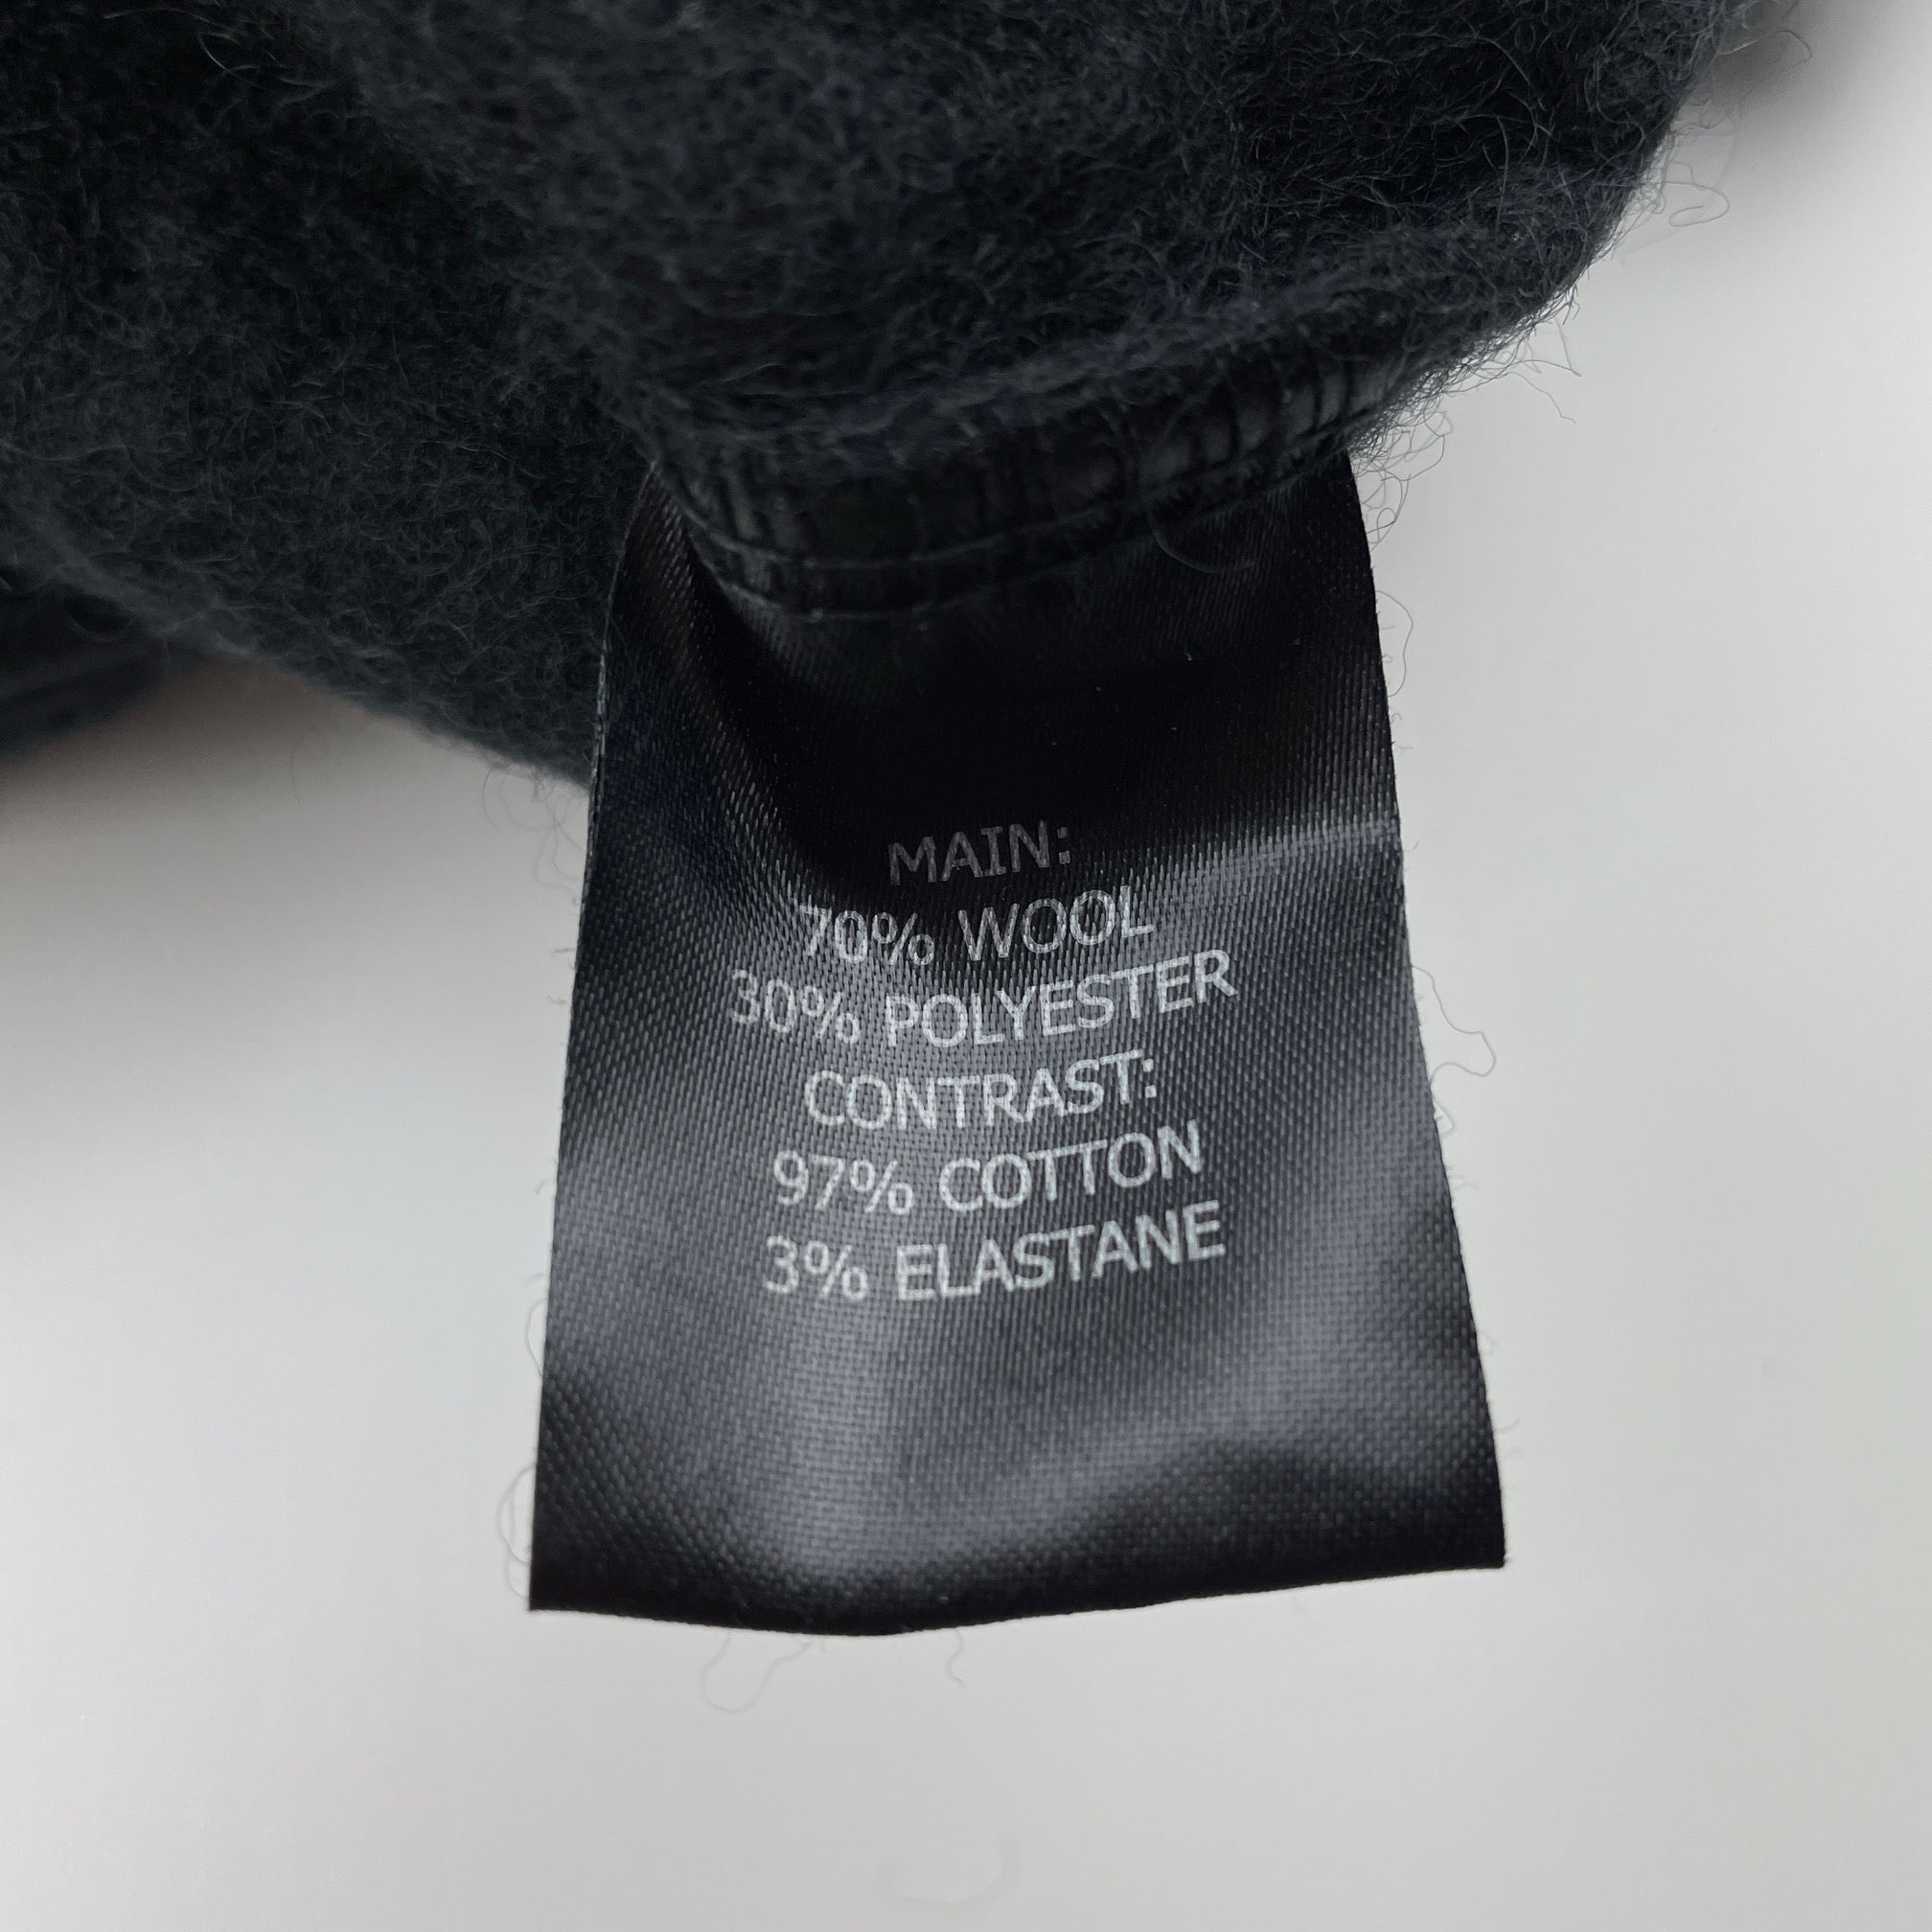 MAIN:
70% WOOL
30% POLYESTER
CONTRAST:
97% COTTON
3% ELASTANE